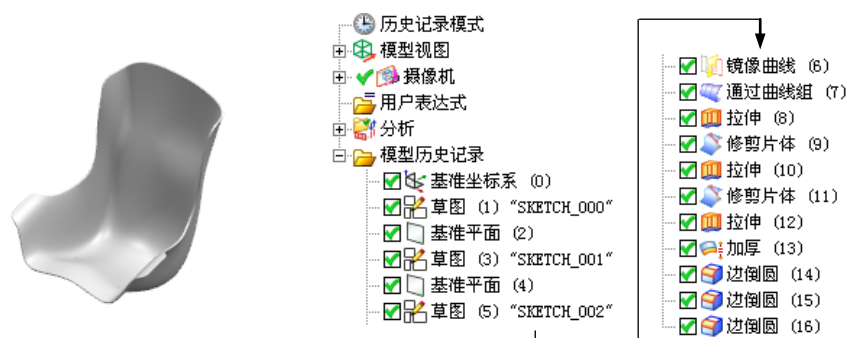 历史记录模式
模型视图
摄像机
用户表达式
分析
模型历史记录
基准坐标系 (0)
草图 (1) "SKETCH_000"
基准平面 (2)
草图 (3) "SKETCH_001"
基准平面 (4)
草图 (5) "SKETCH_002"
镜像曲线 (6)
通过曲线组 (7)
拉伸 (8)
修剪片体 (9)
拉伸 (10)
修剪片体 (11)
拉伸 (12)
加厚 (13)
边倒圆 (14)
边倒圆 (15)
边倒圆 (16)